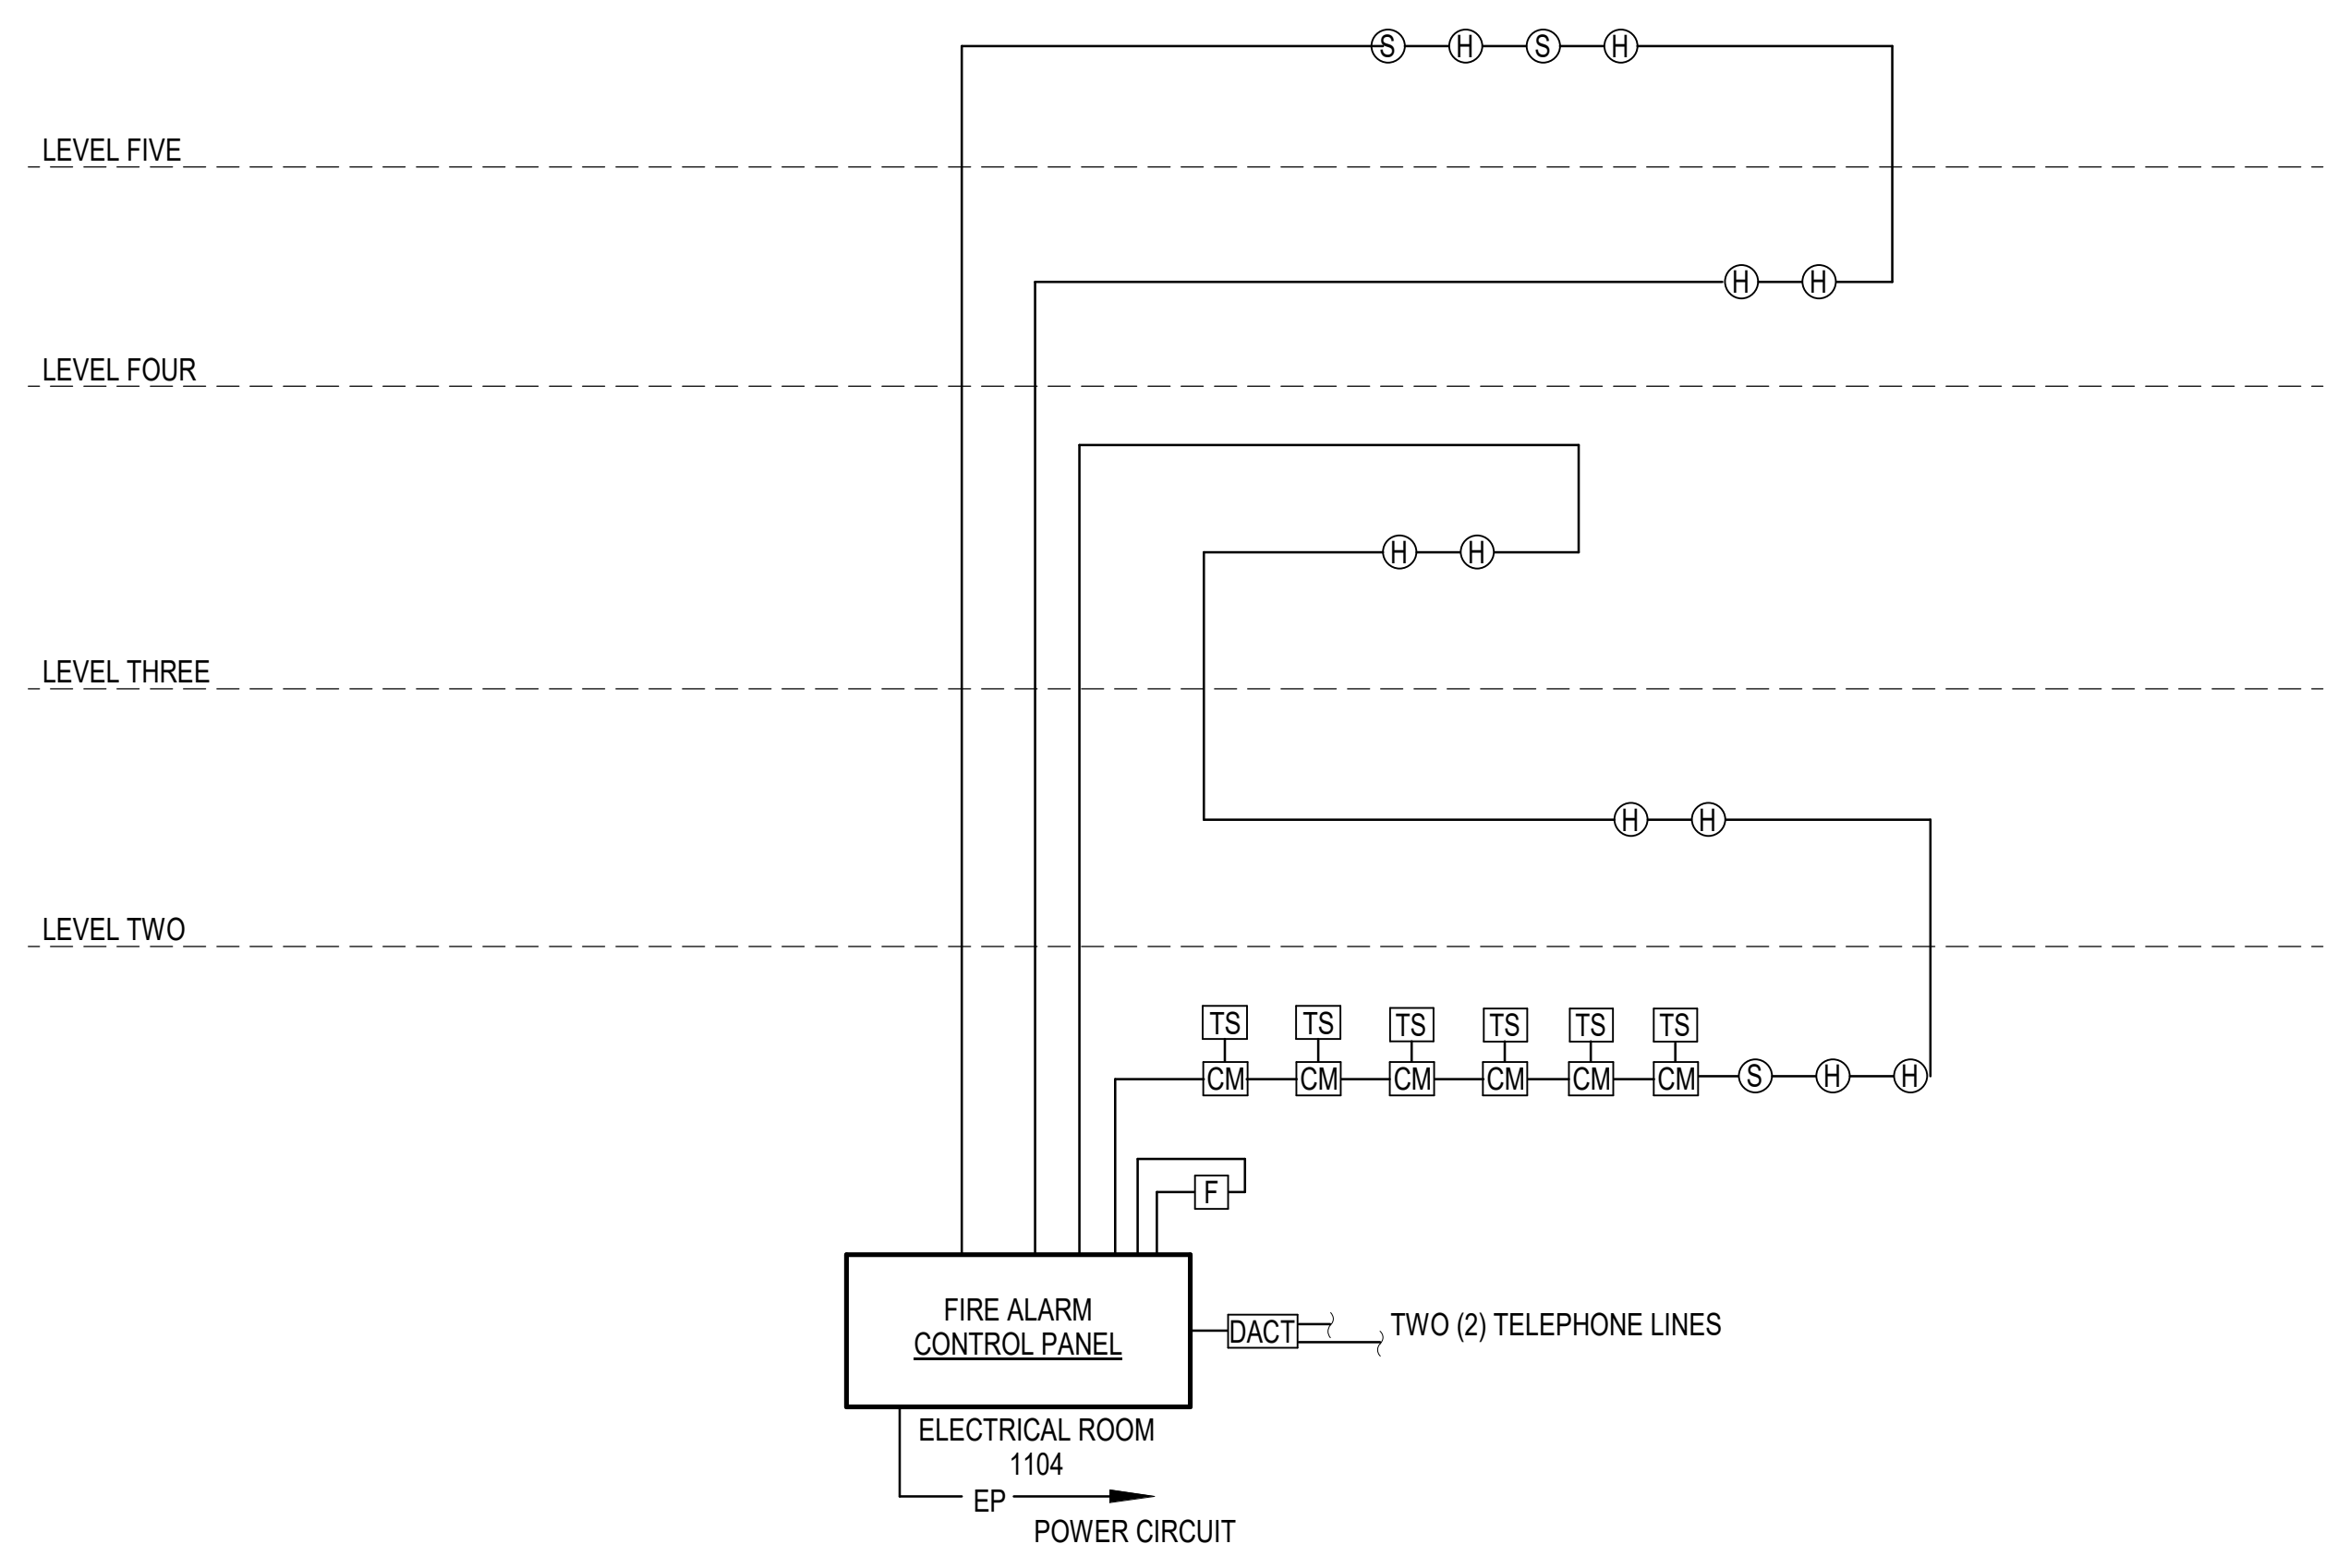 S H S H
LEVEL FIVE
H H
LEVEL FOUR
H H
LEVEL THREE
H H
LEVEL TWO
TS TS TS TS TS TS
CM CM CM CM CM CM S H H
F
FIRE ALARM
CONTROL PANEL
DACT
TWO (2) TELEPHONE LINES
ELECTRICAL ROOM
1104
EP
POWER CIRCUIT